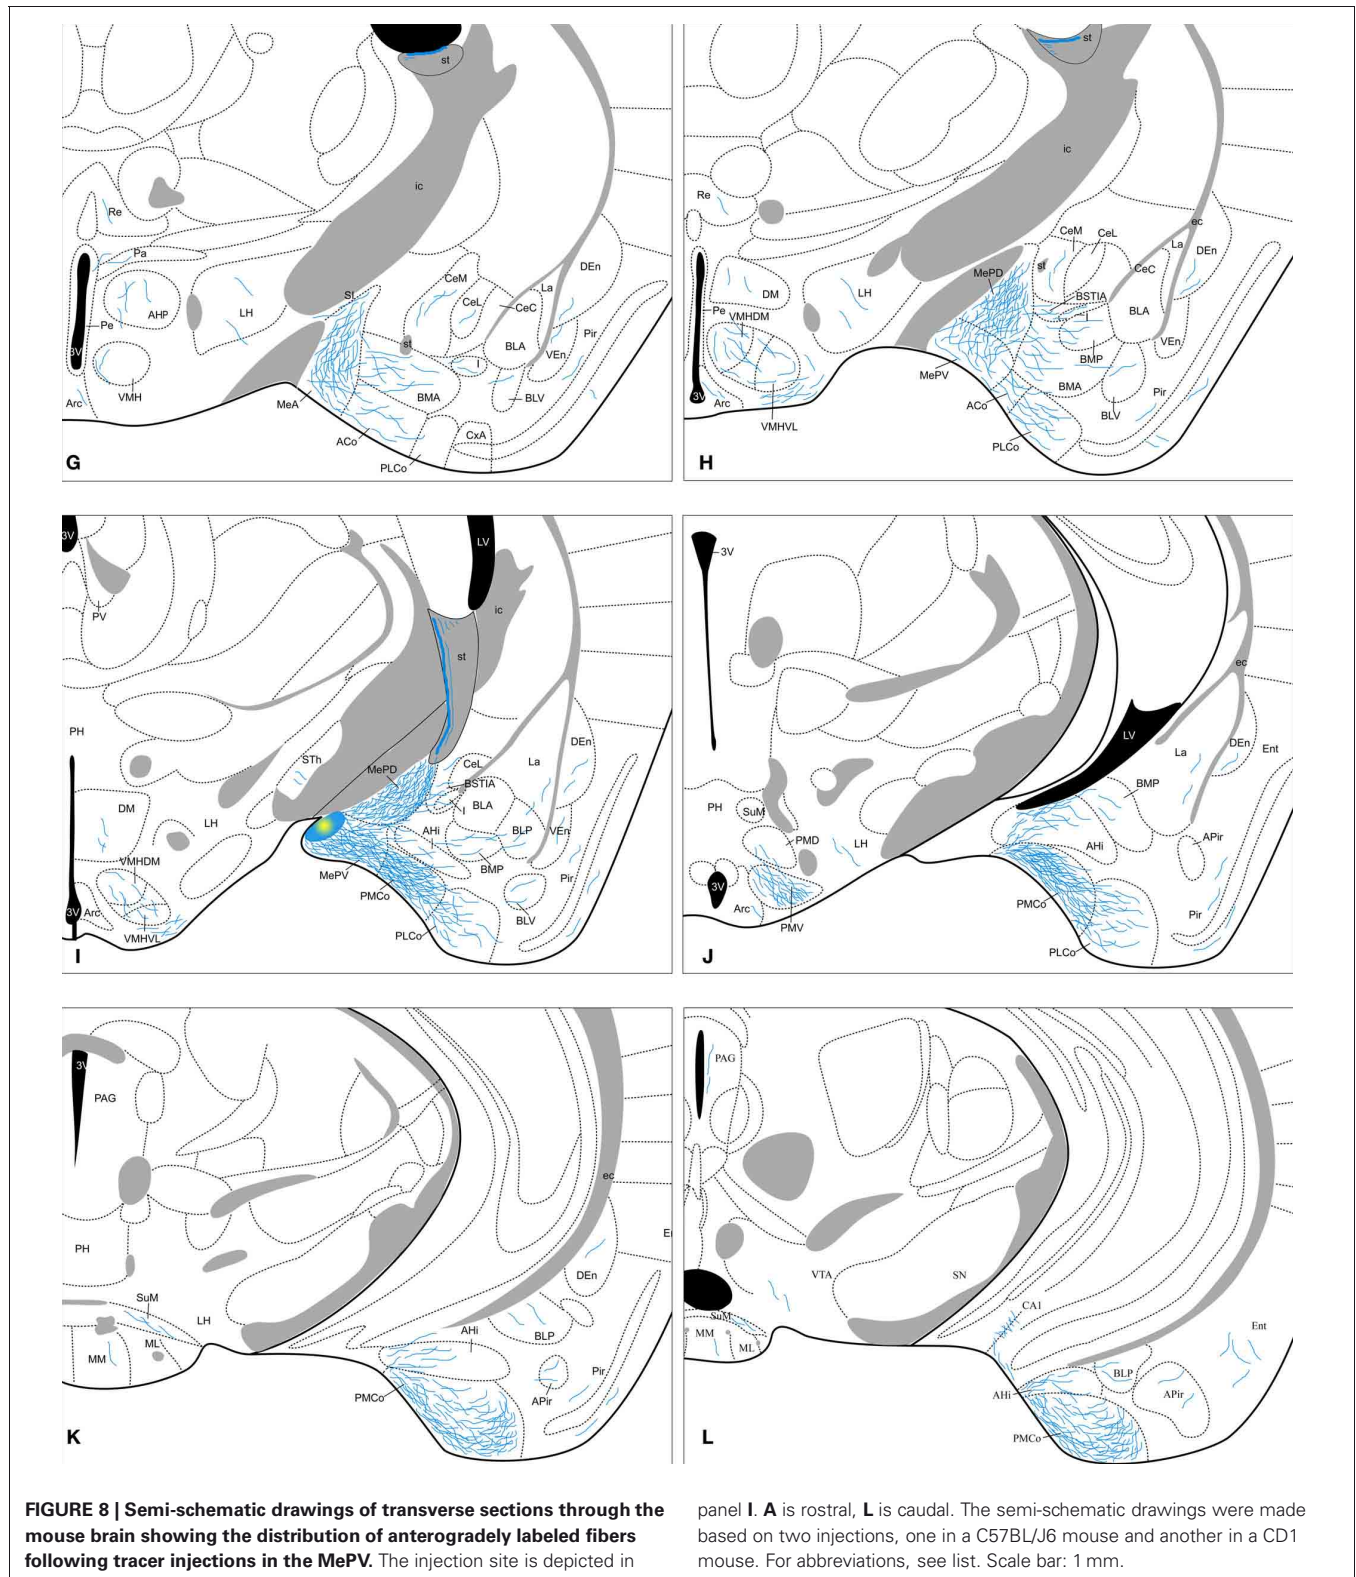 st
ic
Re
Pa
AHP
Pe
3V
VMH
Arc
LH
SI
MeA
ACo
PLCo
CeM
CeL
CeC
st
I
BMA
La
BLA
DEn
Pir
VEn
BLV
CxA
G
st
ic
Re
DM
Pe
VMHDM
3V
Arc
VMHVL
LH
MePD
MePV
st
CeM
CeL
CeC
BSTIA
I
BMP
BMA
ACo
PLCo
BLV
BLA
La
ec
DEn
VEn
Pir
H
3V
PV
LV
ic
st
PH
STh
DM
LH
VMHDM
3V
Arc
VMHVL
MePD
MePV
CeL
BSTIA
I
BLA
AHi
BLP
BMP
PMCo
PLCo
BLV
La
DEn
VEn
Pir
I
3V
ec
LV
La
DEn
Ent
BMP
PH
SuM
PMD
LH
3V
Arc
PMV
AHi
APir
PMCo
Pir
PLCo
J
3V
PAG
ec
PH
SuM
LH
MM
ML
AHi
BLP
DEn
PMCo
APir
Pir
K
PAG
VTA
SN
SuM
MM
ML
CA1
Ent
AHi
BLP
APir
PMCo
L
FIGURE 8 | Semi-schematic drawings of transverse sections through the
mouse brain showing the distribution of anterogradely labeled fibers
following tracer injections in the MePV. The injection site is depicted in
panel I. A is rostral, L is caudal. The semi-schematic drawings were made
based on two injections, one in a C57BL/J6 mouse and another in a CD1
mouse. For abbreviations, see list. Scale bar: 1 mm.